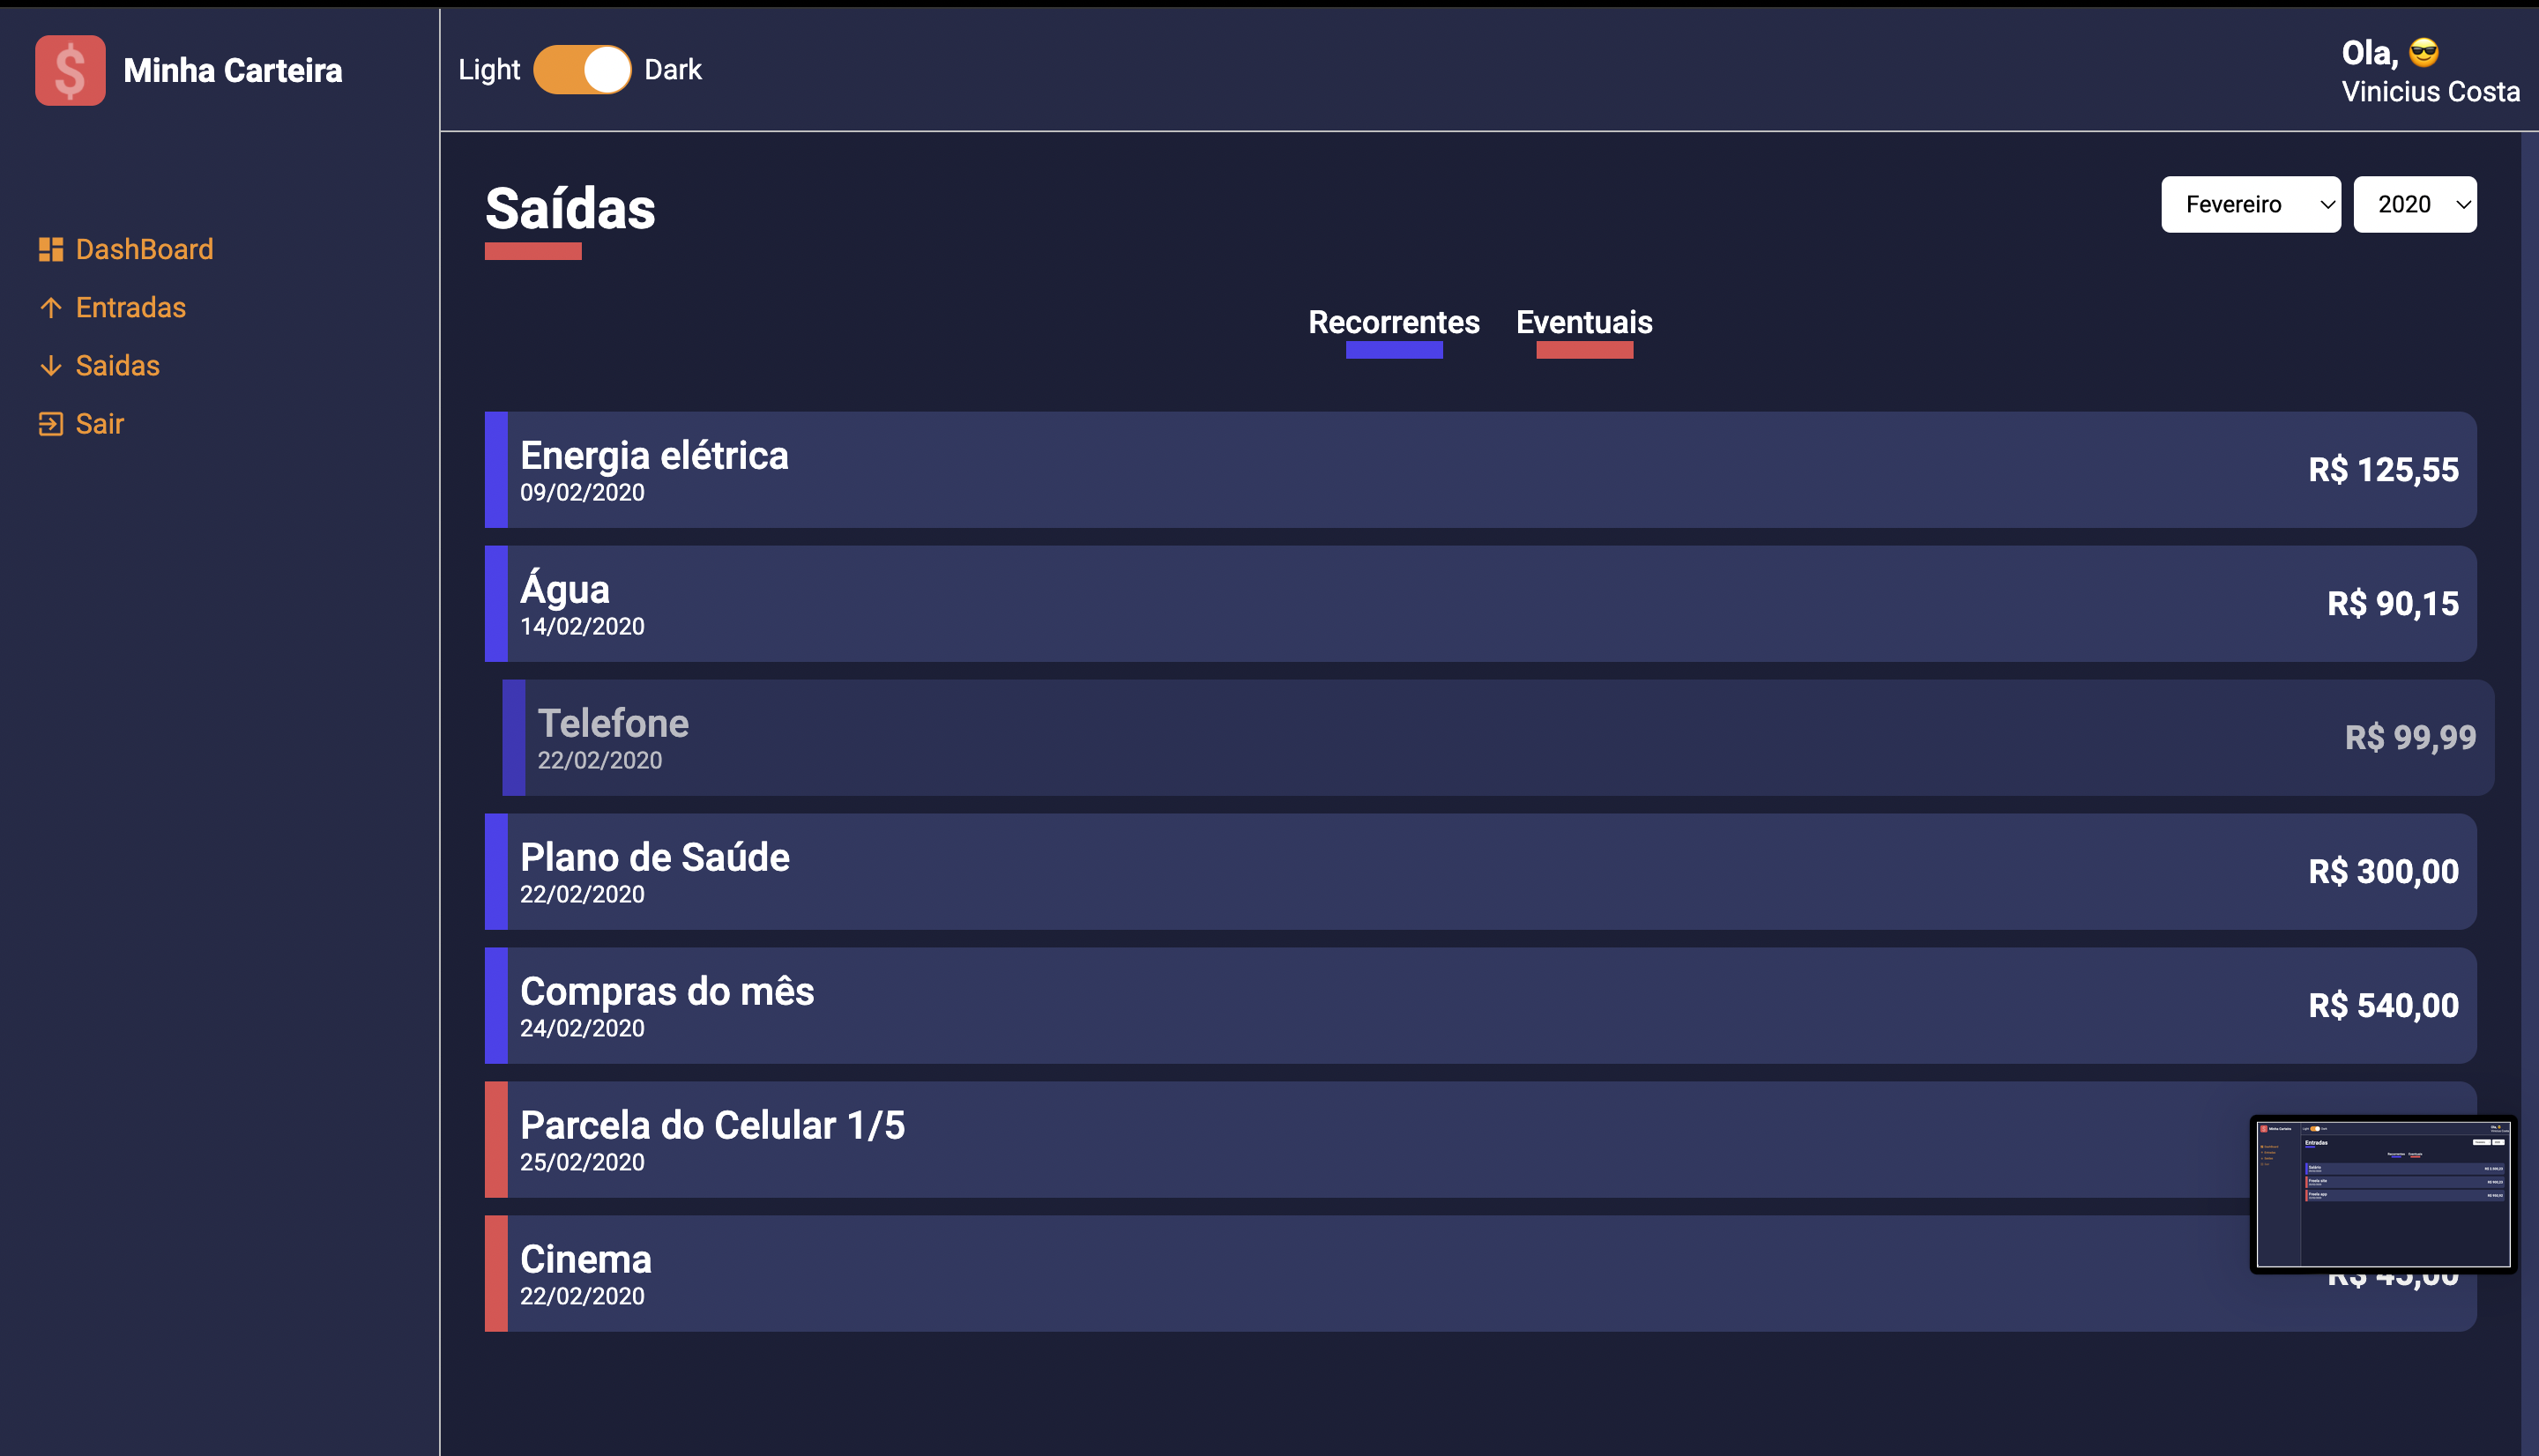 Minha Carteira
Light Dark
Ola, 😎
Vinicius Costa
DashBoard
Entradas
Saidas
Sair
Saídas
Fevereiro
2020
Recorrentes Eventuais
Energia elétrica
09/02/2020
R$ 125,55
Água
14/02/2020
R$ 90,15
Telefone
22/02/2020
R$ 99,99
Plano de Saúde
22/02/2020
R$ 300,00
Compras do mês
24/02/2020
R$ 540,00
Parcela do Celular 1/5
25/02/2020
Cinema
22/02/2020
Entradas